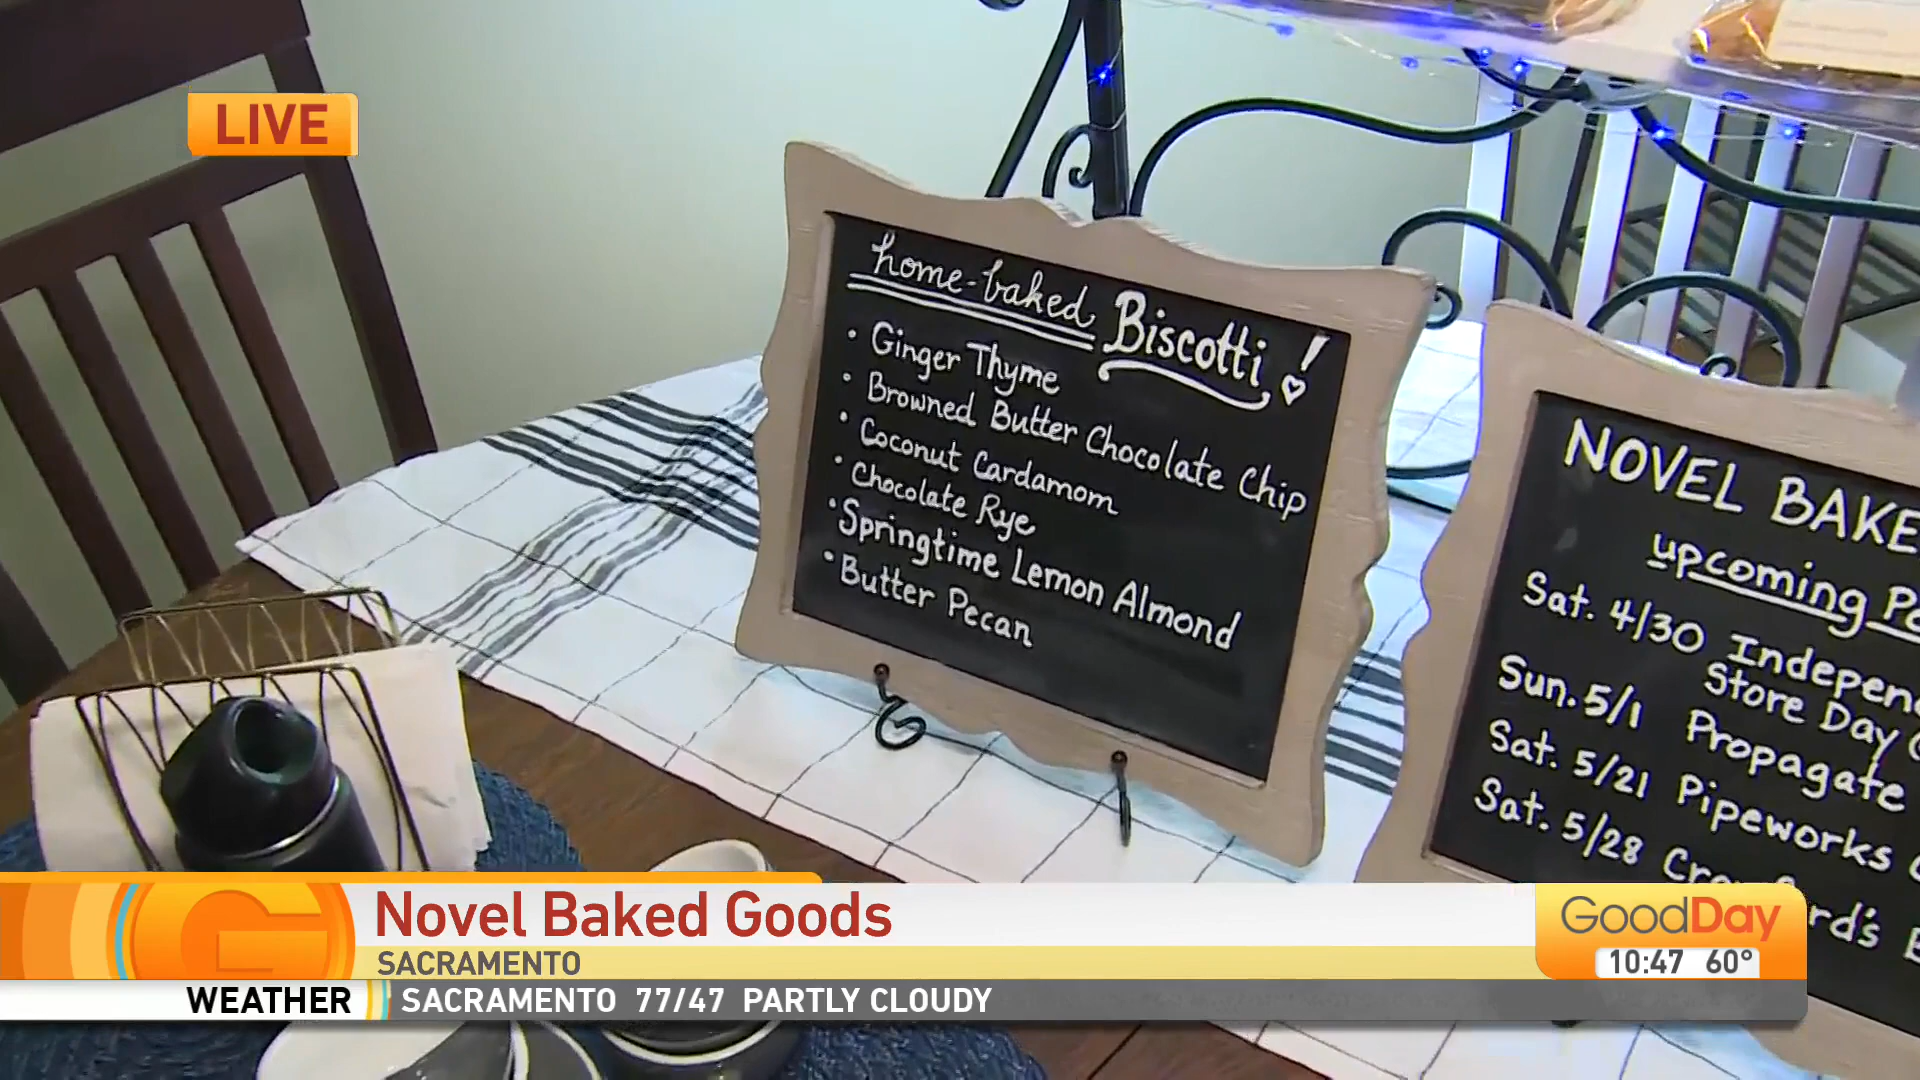 LIVE
home-baked Biscotti!
• Ginger Thyme
• Browned Butter Chocolate Chip
• Coconut Cardamom
• Chocolate Rye
• Springtime Lemon Almond
• Butter Pecan
NOVEL
upcoming
Sat. 4/30
Store Day
Sun. 5/1 Propagate
Sat. 5/21 Pipeworks
Sat. 5/28
Novel Baked Goods
SACRAMENTO
GoodDay
10:47 60°
WEATHER SACRAMENTO 77/47 PARTLY CLOUDY